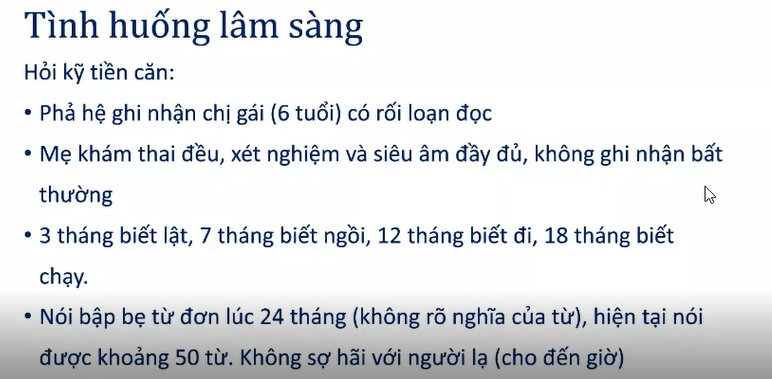 Tình huống lâm sàng
Hỏi kỹ tiền căn:
• Phả hệ ghi nhận chị gái (6 tuổi) có rối loạn đọc
• Mẹ khám thai đều, xét nghiệm và siêu âm đầy đủ, không ghi nhận bất
thường
• 3 tháng biết lật, 7 tháng biết ngồi, 12 tháng biết đi, 18 tháng biết
chạy.
• Nói bập bẹ từ đơn lúc 24 tháng (không rõ nghĩa của từ), hiện tại nói
được khoảng 50 từ. Không sợ hãi với người lạ (cho đến giờ)